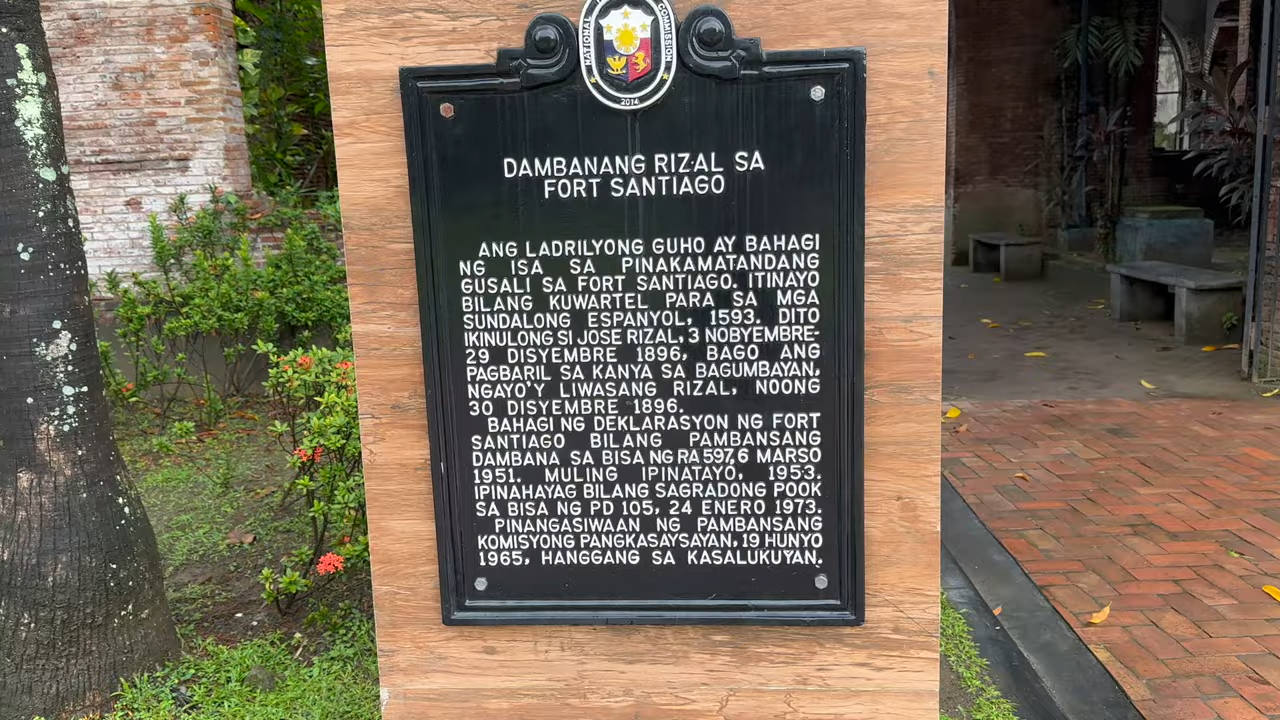 NATIONAL COMMISSION
2014
DAMBANANG RIZAL SA
FORT SANTIAGO
ANG LADRILYONG GUHO AY BAHAGI
NG ISA SA PINAKAMATANDANG
GUSALI SA FORT SANTIAGO. ITINAYO
BILANG KUWARTEL PARA SA MGA
SUNDALONG ESPANYOL, 1593. DITO
IKINULONG SI JOSE RIZAL, 3 NOBYEMBRE-
29 DISYEMBRE 1896, BAGO ANG
PAGBARIL SA KANYA SA BAGUMBAYAN,
NGAYO'Y LIWASANG RIZAL, NOONG
30 DISYEMBRE 1896.
BAHAGI NG DEKLARASYON NG FORT
SANTIAGO BILANG PAMBANSANG
DAMBANA SA BISA NG RA 597, 6 MARSO
1951. MULING IPINATAYO, 1953.
IPINAHAYAG BILANG SAGRADONG POOK
SA BISA NG PD 105, 24 ENERO 1973.
PINANGASIWAAN NG PAMBANSANG
KOMISYONG PANGKASAYSAYAN, 19 HUNYO
1965, HANGGANG SA KASALUKUYAN.